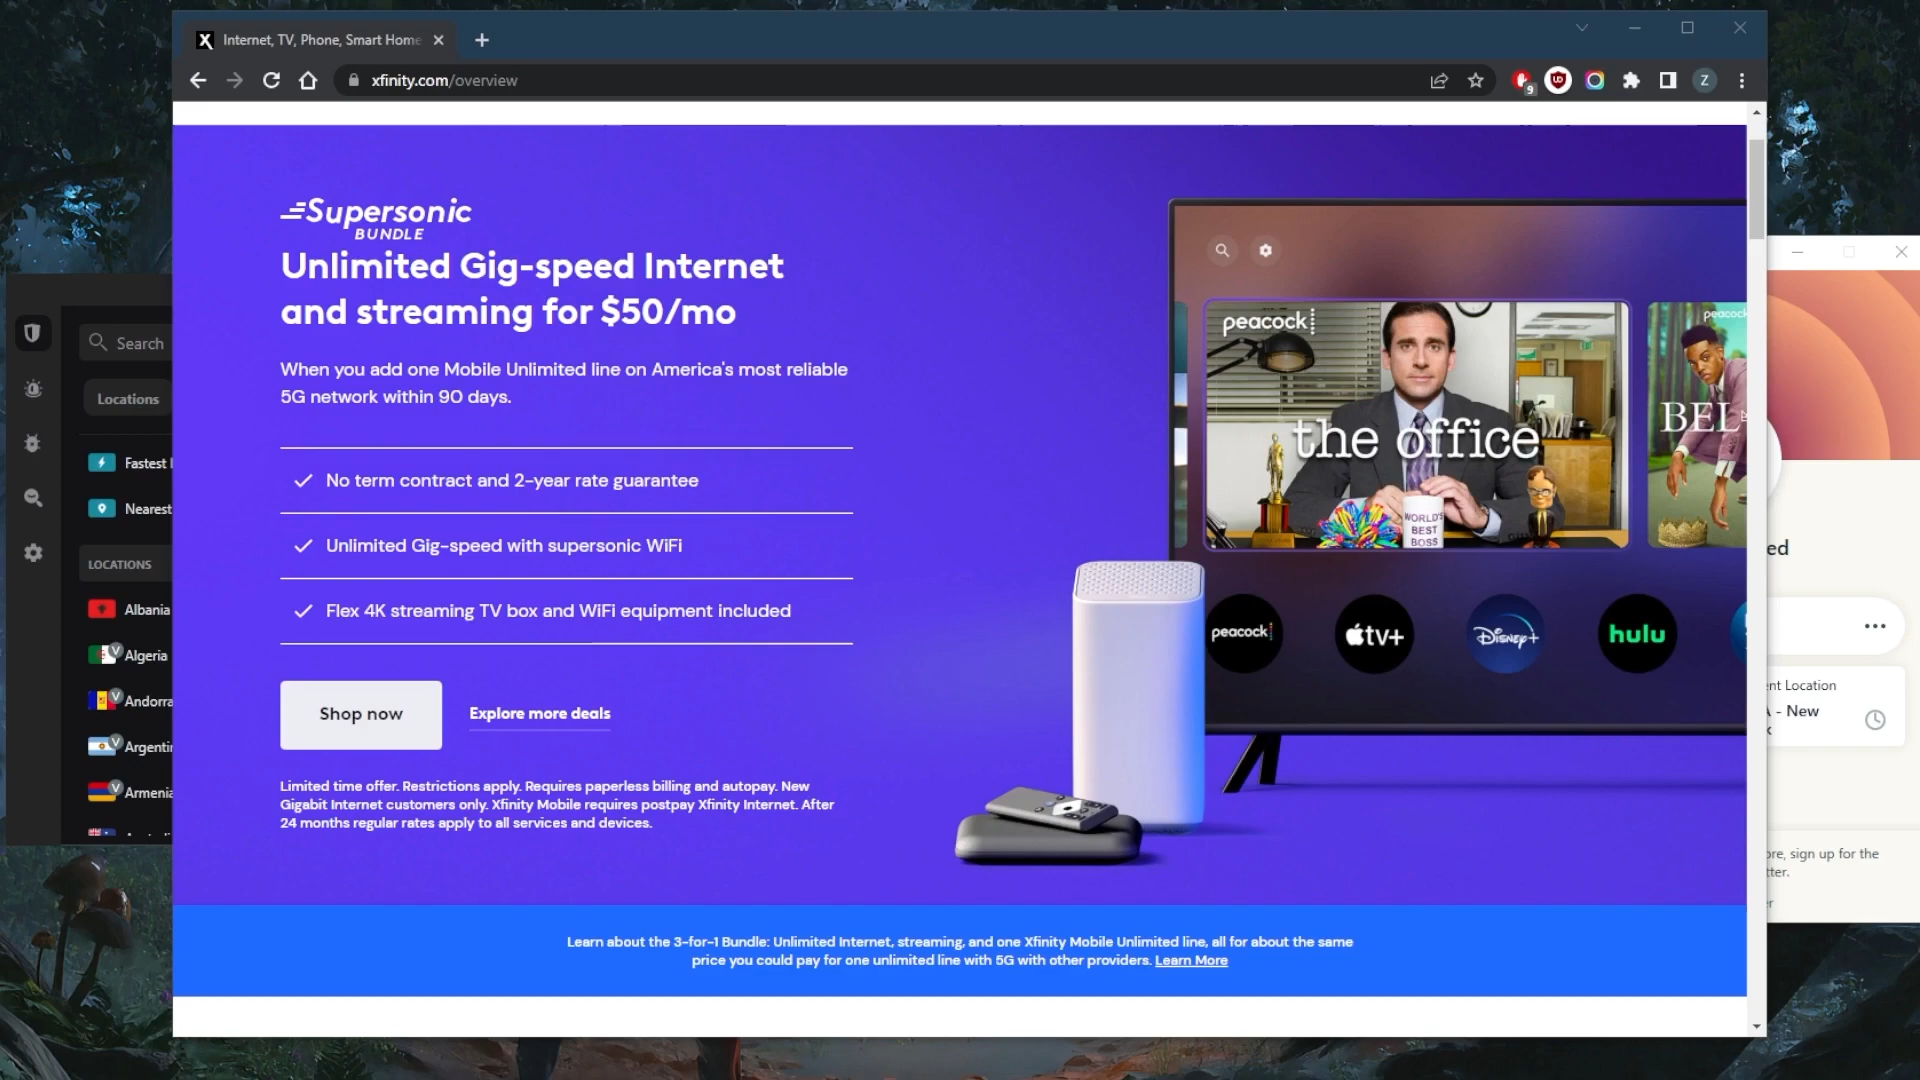 Internet, TV, Phone, Smart Home
xfinity.com/overview
9
Z
Supersonic
BUNDLE
Unlimited Gig-speed Internet
and streaming for $50/mo
When you add one Mobile Unlimited line on America's most reliable
5G network within 90 days.
No term contract and 2-year rate guarantee
Unlimited Gig-speed with supersonic WiFi
Flex 4K streaming TV box and WiFi equipment included
Shop now
Explore more deals
Limited time offer. Restrictions apply. Requires paperless billing and autopay. New
Gigabit Internet customers only. Xfinity Mobile requires postpay Xfinity Internet. After
24 months regular rates apply to all services and devices.
peacock
the office
WORLD'S
BEST
BOSS
peacock
BEL
peacock
tv+
Disney+
hulu
Learn about the 3-for-1 Bundle: Unlimited Internet, streaming, and one Xfinity Mobile Unlimited line, all for about the same
price you could pay for one unlimited line with 5G with other providers. Learn More
Search
Locations
Fastest
Nearest
LOCATIONS
Albania
Algeria
Andorra
Argenti
Armenia
ed
ent Location
A - New
k
ore, sign up for the
tter.
er